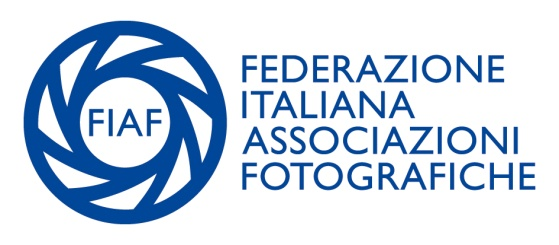 FIAF
FEDERAZIONE
ITALIANA
ASSOCIAZIONI
FOTOGRAFICHE